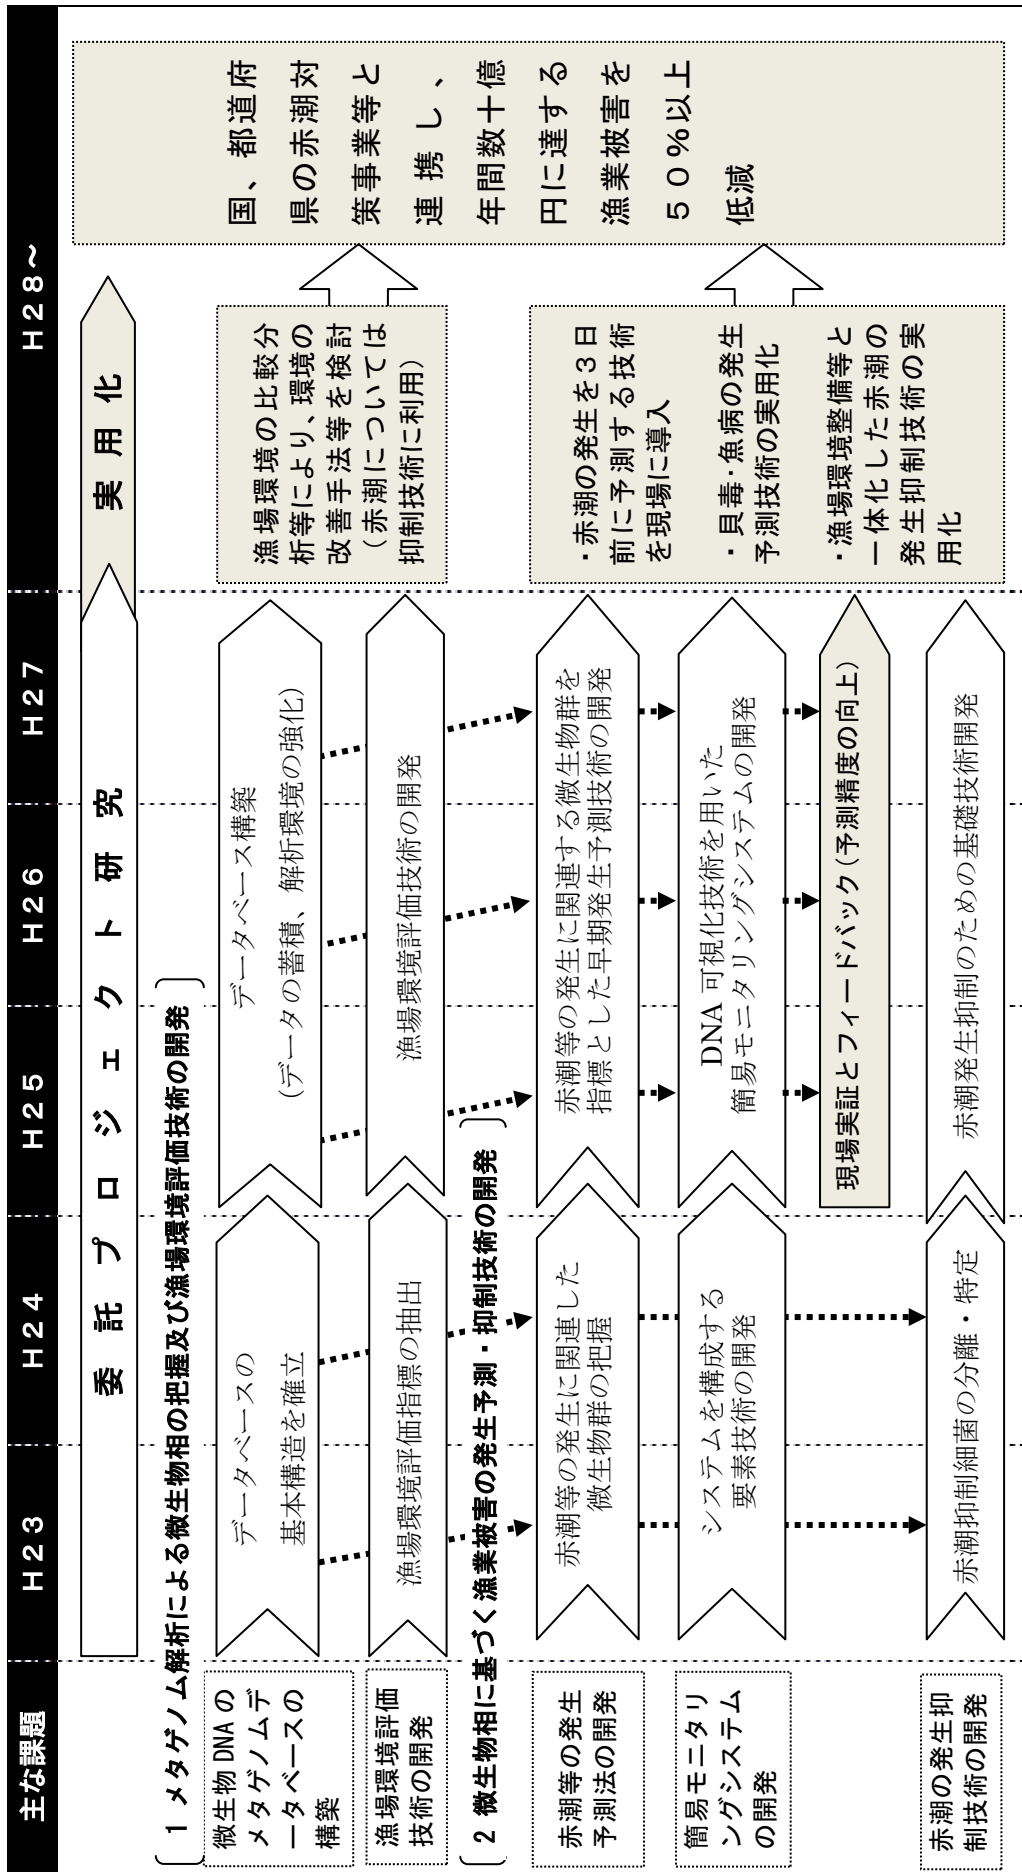 主な課題
H23
H24
H25
H26
H27
H28～
委託プロジェクト研究
実用化
1 メタゲノム解析による微生物相の把握及び漁場環境評価技術の開発
微生物 DNA の
メタゲノムデ
ータベースの
構築
データベースの
基本構造を確立
データベース構築
(データの蓄積、解析環境の強化)
漁場環境評価
技術の開発
漁場環境評価指標の抽出
漁場環境評価技術の開発
漁場環境の比較分
析等により、環境の
改善手法等を検討
（赤潮については
抑制技術に利用）
2 微生物相に基づく漁業被害の発生予測・抑制技術の開発
赤潮等の発生
予測法の開発
赤潮等の発生に関連した
微生物群の把握
赤潮等の発生に関連する微生物群を
指標とした早期発生予測技術の開発
簡易モニタリ
ングシステム
の開発
システムを構成する
要素技術の開発
DNA 可視化技術を用いた
簡易モニタリングシステムの開発
現場実証とフィードバック（予測精度の向上）
赤潮の発生抑
制技術の開発
赤潮抑制細菌の分離・特定
赤潮発生抑制のための基礎技術開発
・赤潮の発生を３日
前に予測する技術
を現場に導入
・貝毒・魚病の発生
予測技術の実用化
・漁場環境整備等と
一体化した赤潮の
発生抑制技術の実
用化
国、都道府
県の赤潮対
策事業等と
連携し、
年間数十億
円に達する
漁業被害を
５０％以上
低減